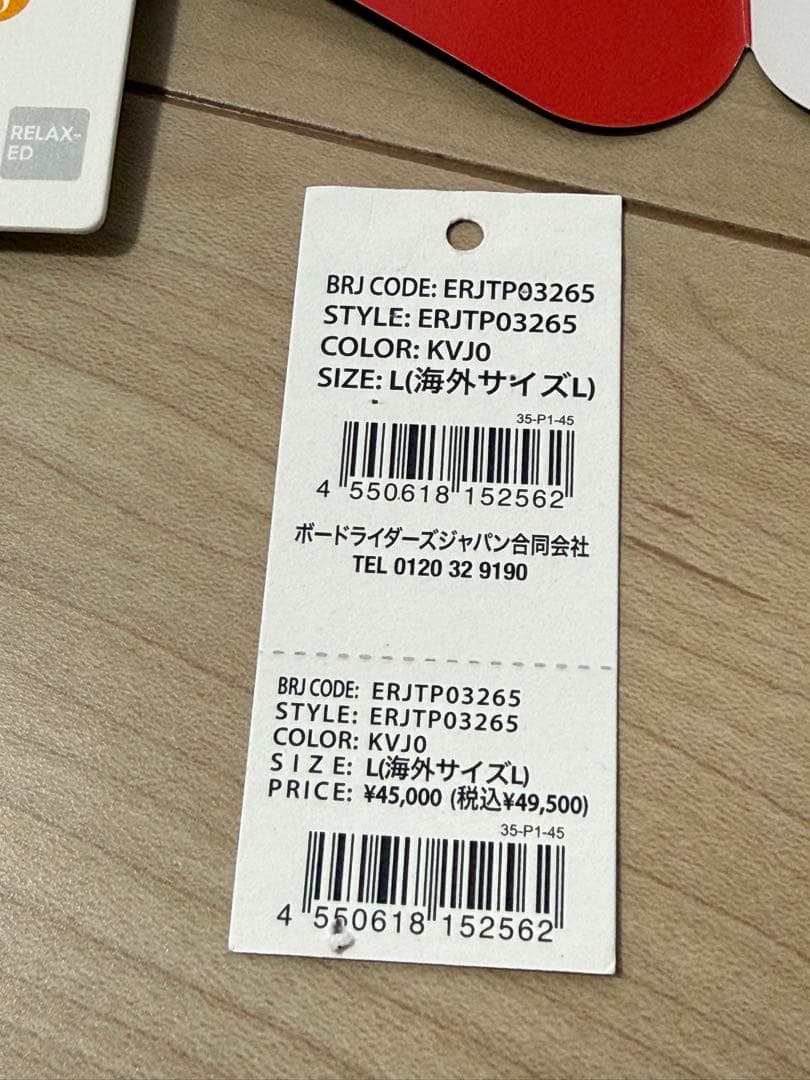 RELAX-
ED
BRJ CODE: ERJTP03265
STYLE: ERJTP03265
COLOR: KVJ0
SIZE: L(海外サイズL)
35-P1-45
4 550618 152562
ボードライダーズジャパン合同会社
TEL 0120 32 9190
BRJ CODE: ERJTP03265
STYLE: ERJTP03265
COLOR: KVJ0
SIZE: L(海外サイズL)
PRICE: ¥45,000 (税込¥49,500)
35-P1-45
4 550618 152562